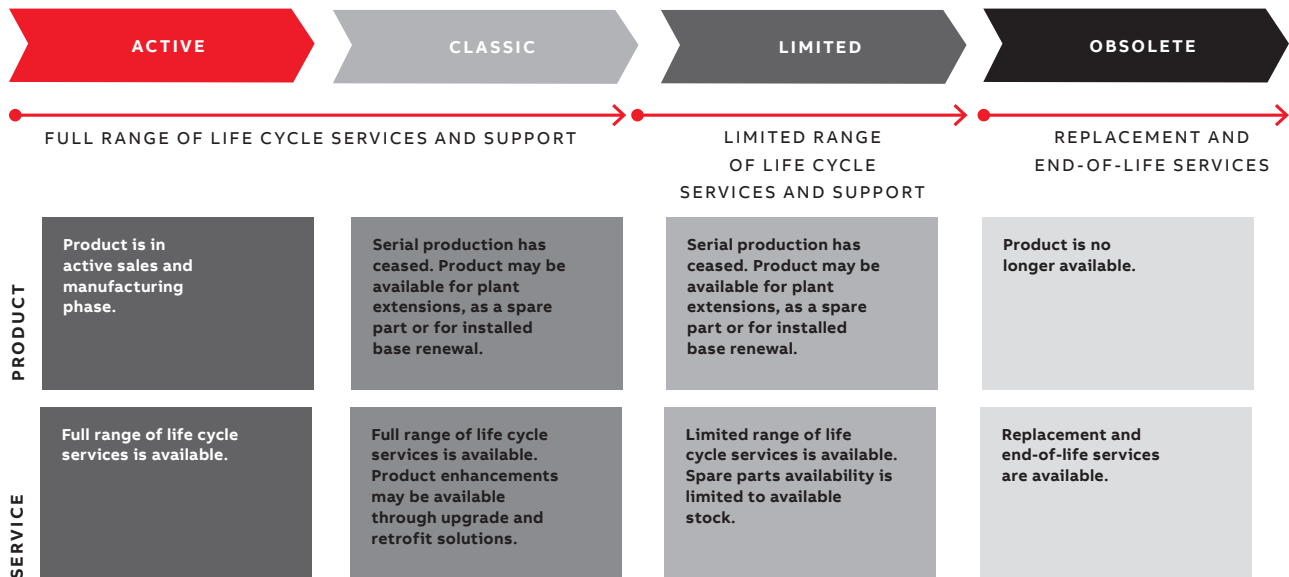 ACTIVE
CLASSIC
LIMITED
OBSOLETE
FULL RANGE OF LIFE CYCLE SERVICES AND SUPPORT
LIMITED RANGE
OF LIFE CYCLE
SERVICES AND SUPPORT
REPLACEMENT AND
END-OF-LIFE SERVICES
PRODUCT
Product is in
active sales and
manufacturing
phase.
Serial production has
ceased. Product may be
available for plant
extensions, as a spare
part or for installed
base renewal.
Serial production has
ceased. Product may be
available for plant
extensions, as a spare
part or for installed
base renewal.
Product is no
longer available.
SERVICE
Full range of life cycle
services is available.
Full range of life cycle
services is available.
Product enhancements
may be available
through upgrade and
retrofit solutions.
Limited range of life
cycle services is available.
Spare parts availability is
limited to available
stock.
Replacement and
end-of-life services
are available.